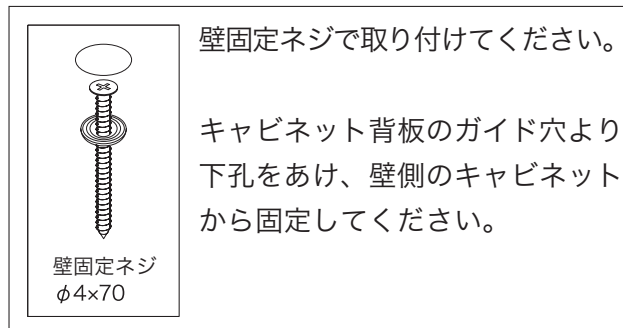 壁固定ネジで取り付けてください。
キャビネット背板のガイド穴より
下孔をあけ、壁側のキャビネット
から固定してください。
壁固定ネジ
φ4×70